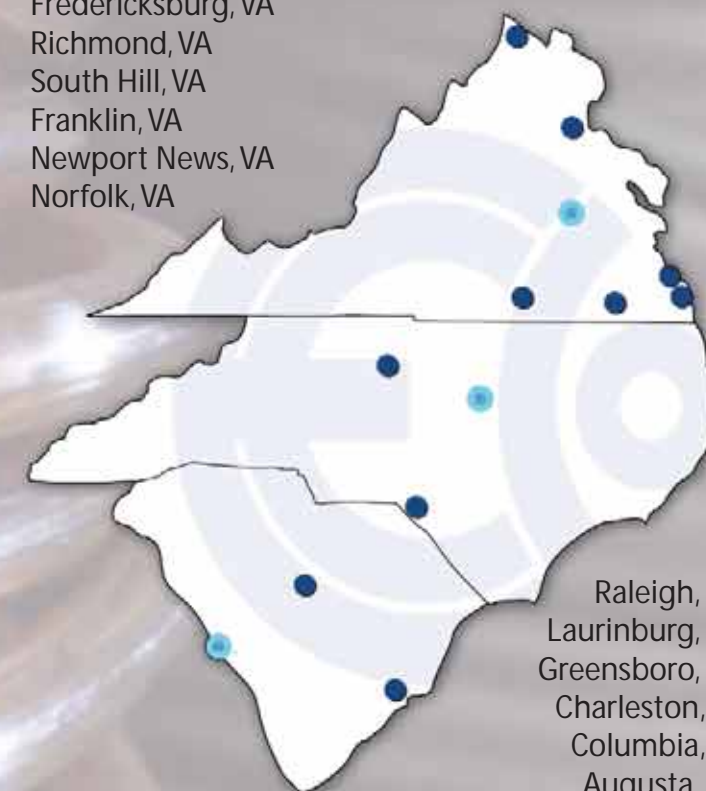 Fredericksburg, VA
Richmond, VA
South Hill, VA
Franklin, VA
Newport News, VA
Norfolk, VA
Raleigh,
Laurinburg,
Greensboro,
Charleston,
Columbia,
Augusta,